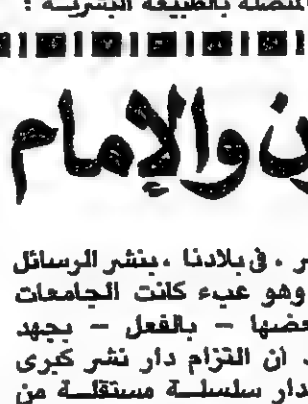 المتصلة بالطبيعة البشرية !
ن والإمام
ر ، في بلادنا ، بنشر الرسائل
وهو عبء كانت الجامعات
عضها — بالفعل — بجهد
أن التزام دار نشر كبرى
دار سلسلة مستقلة من